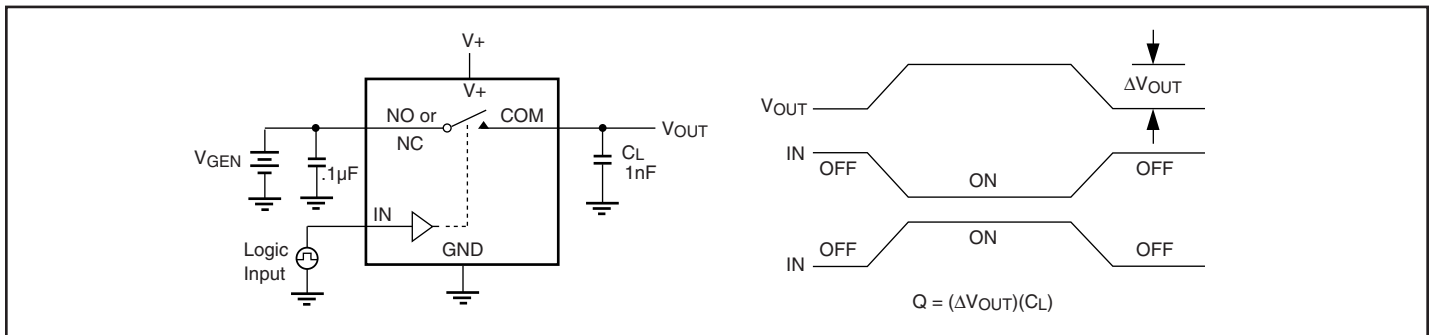 V+
V+
NO or
NC
COM
VOUT
VGEN
.1µF
CL
1nF
IN
Logic
Input
GND
VOUT
ΔVOUT
IN
OFF
ON
OFF
IN
OFF
ON
OFF
Q = (ΔVOUT)(CL)